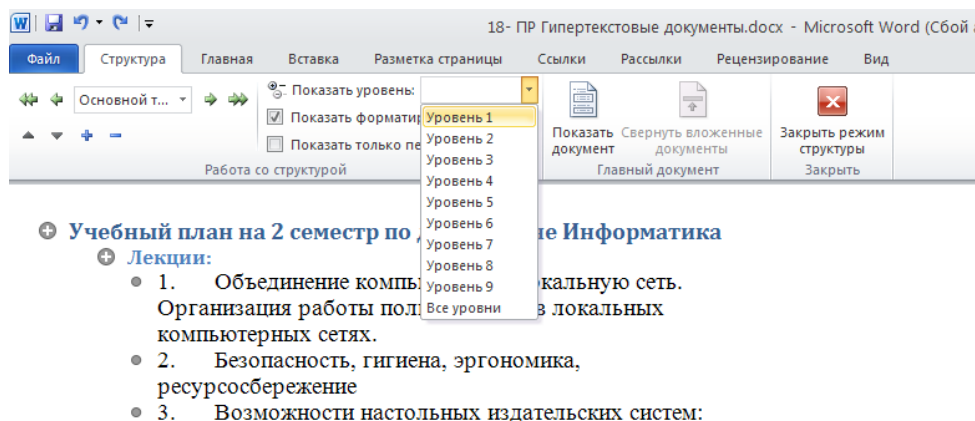 18- ПР Гипертекстовые документы.docx - Microsoft Word (Сбой
Файл Структура Главная Вставка Разметка страницы Ссылки Рассылки Рецензирование Вид
Основной т...
Показать уровень:
Показать форматир
Показать только пе
Работа со структурой
Уровень 1
Уровень 2
Уровень 3
Уровень 4
Уровень 5
Уровень 6
Уровень 7
Уровень 8
Уровень 9
Все уровни
Показать документ
Свернуть вложенные документы
Главный документ
Закрыть режим структуры
Закрыть
Учебный план на 2 семестр по е Информатика
Лекции:
1. Объединение компы кальную сеть.
Организация работы пол в локальных
компьютерных сетях.
2. Безопасность, гигиена, эргономика,
ресурсосбережение
3. Возможности настольных издательских систем: